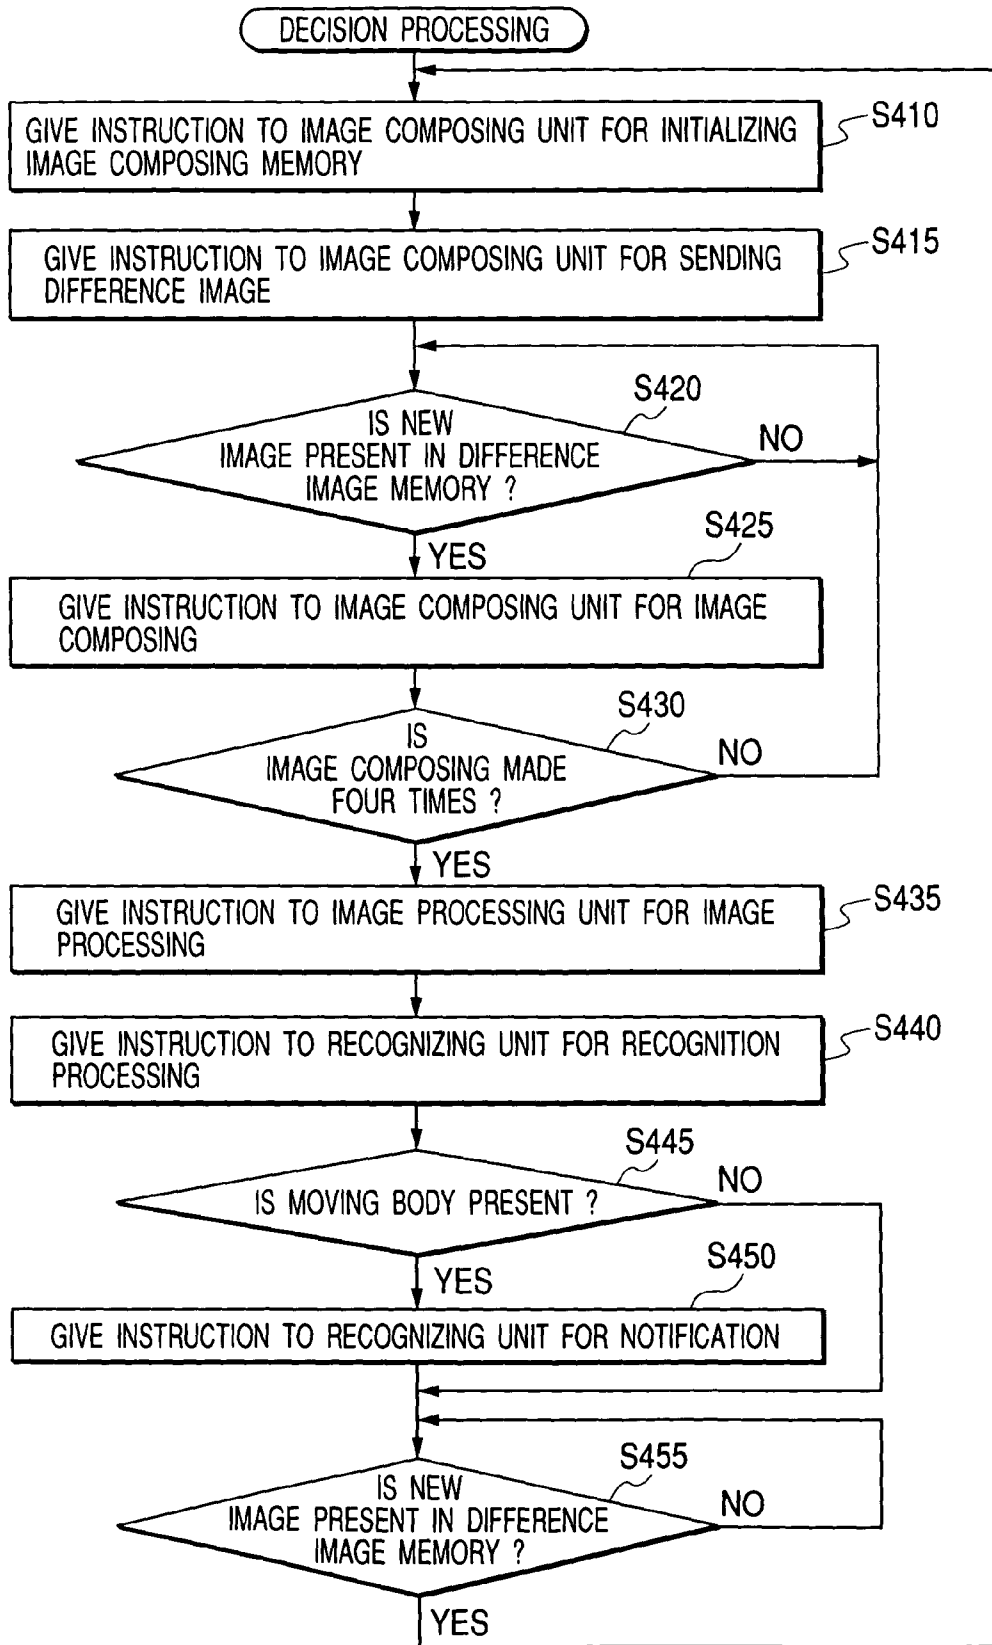 DECISION PROCESSING
GIVE INSTRUCTION TO IMAGE COMPOSING UNIT FOR INITIALIZING
IMAGE COMPOSING MEMORY
S410
GIVE INSTRUCTION TO IMAGE COMPOSING UNIT FOR SENDING
DIFFERENCE IMAGE
S415
S420
IS NEW
IMAGE PRESENT IN DIFFERENCE
IMAGE MEMORY ?
NO
YES
S425
GIVE INSTRUCTION TO IMAGE COMPOSING UNIT FOR IMAGE
COMPOSING
S430
IS
IMAGE COMPOSING MADE
FOUR TIMES ?
NO
YES
S435
GIVE INSTRUCTION TO IMAGE PROCESSING UNIT FOR IMAGE
PROCESSING
S440
GIVE INSTRUCTION TO RECOGNIZING UNIT FOR RECOGNITION
PROCESSING
S445
IS MOVING BODY PRESENT ?
NO
YES
S450
GIVE INSTRUCTION TO RECOGNIZING UNIT FOR NOTIFICATION
S455
IS NEW
IMAGE PRESENT IN DIFFERENCE
IMAGE MEMORY ?
NO
YES